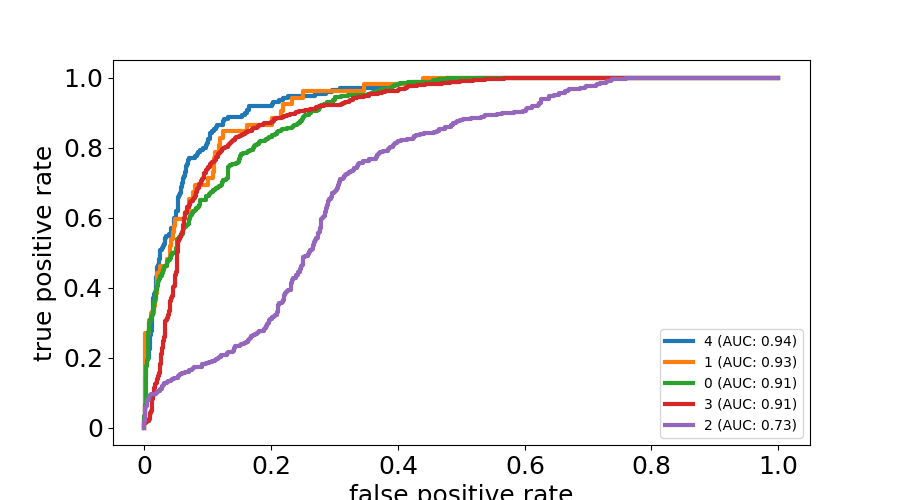 true positive rate
1.0
0.8
0.6
0.4
0.2
0
0 0.2 0.4 0.6 0.8 1.0
false positive rate
4 (AUC: 0.94)
1 (AUC: 0.93)
0 (AUC: 0.91)
3 (AUC: 0.91)
2 (AUC: 0.73)